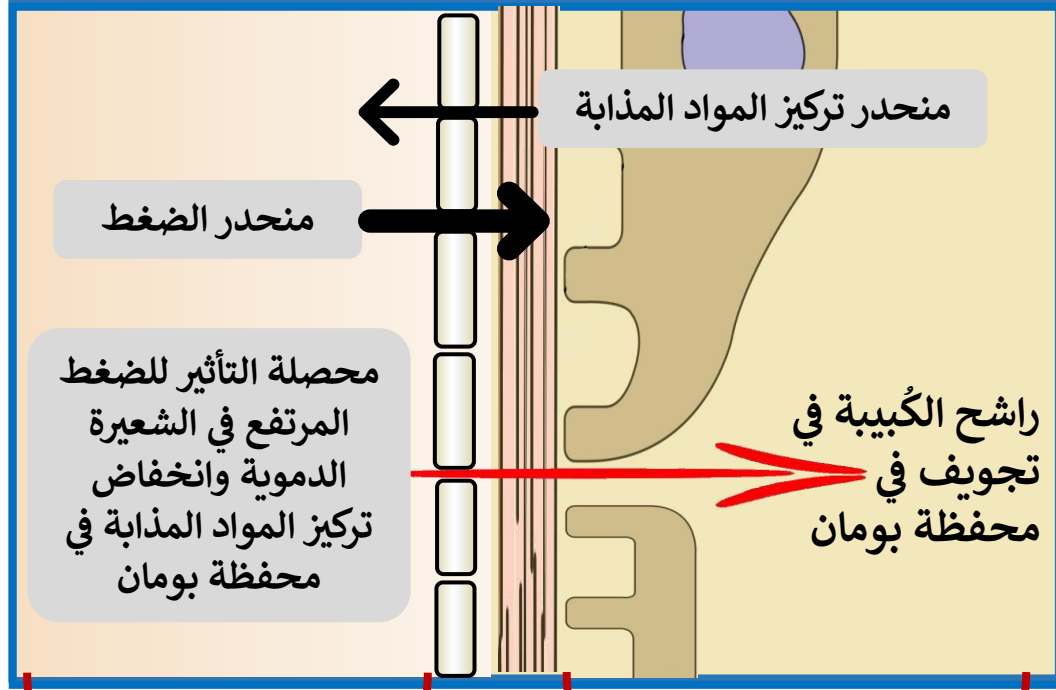 منحدر تركيز المواد المذابة
منحدر الضغط
محصلة التأثير للضغط
المرتفع في الشعيرة
الدموية وانخفاض
تركيز المواد المذابة في
محفظة بومان
راشح الكُبيبة في
تجويف في
محفظة بومان